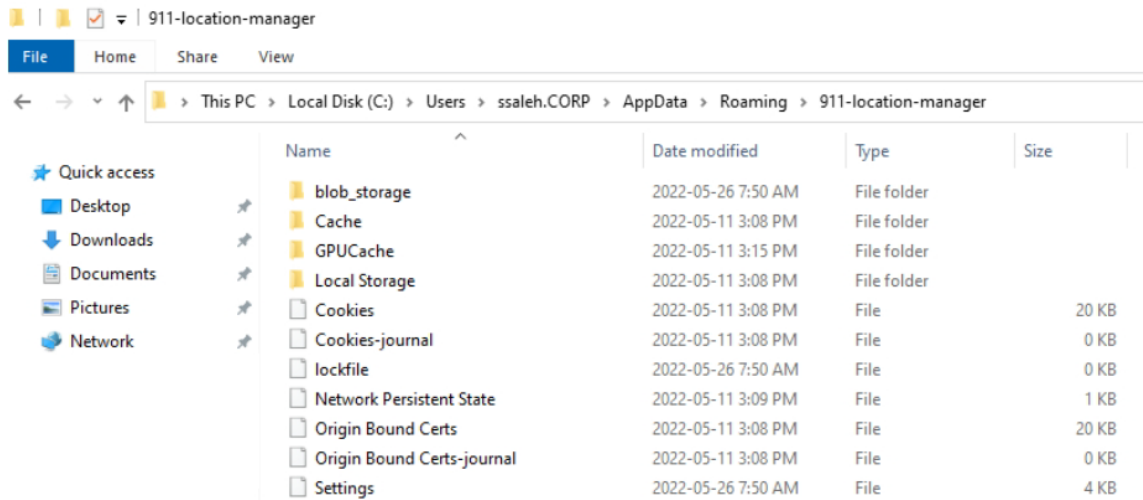 911-location-manager
File Home Share View
This PC > Local Disk (C:) > Users > ssaleh.CORP > AppData > Roaming > 911-location-manager
Name Date modified Type Size
Quick access
Desktop
Downloads
Documents
Pictures
Network
blob_storage 2022-05-26 7:50 AM File folder
Cache 2022-05-11 3:08 PM File folder
GPUCache 2022-05-11 3:15 PM File folder
Local Storage 2022-05-11 3:08 PM File folder
Cookies 2022-05-11 3:08 PM File 20 KB
Cookies-journal 2022-05-11 3:08 PM File 0 KB
lockfile 2022-05-26 7:50 AM File 0 KB
Network Persistent State 2022-05-11 3:09 PM File 1 KB
Origin Bound Certs 2022-05-11 3:08 PM File 20 KB
Origin Bound Certs-journal 2022-05-11 3:08 PM File 0 KB
Settings 2022-05-26 7:50 AM File 4 KB